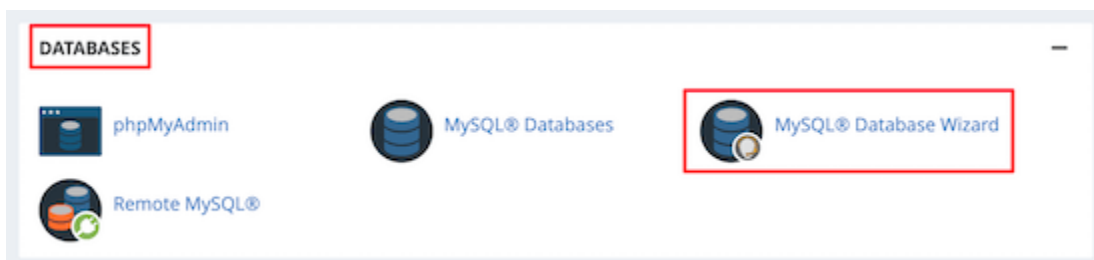 DATABASES
phpMyAdmin
MySQL® Databases
MySQL® Database Wizard
Remote MySQL®